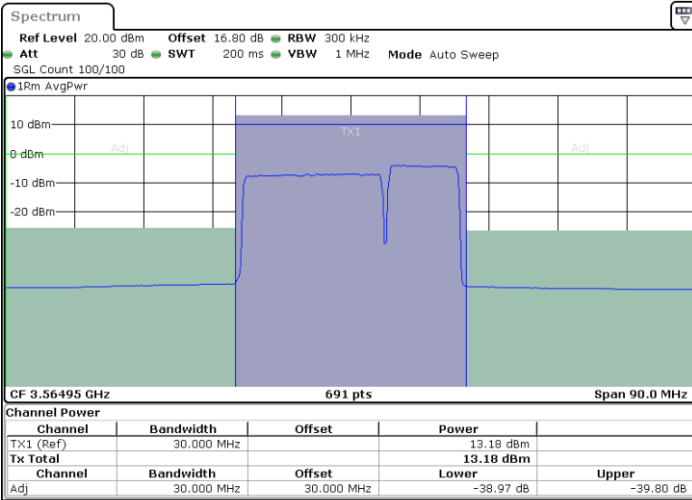 Spectrum
Ref Level 20.00 dBm Offset 16.80 dB RBW 300 kHz
Att 30 dB SWT 200 ms VBW 1 MHz Mode Auto Sweep
SGL Count 100/100
1Rm AvgPwr
10 dBm
TX1
Adj Adj
0 dBm
-10 dBm
-20 dBm
CF 3.56495 GHz 691 pts Span 90.0 MHz
Channel Power
Channel Bandwidth Offset Power
TX1 (Ref) 30.000 MHz 13.18 dBm
Tx Total 13.18 dBm
Channel Bandwidth Offset Lower Upper
Adj 30.000 MHz 30.000 MHz -38.97 dB -39.80 dB